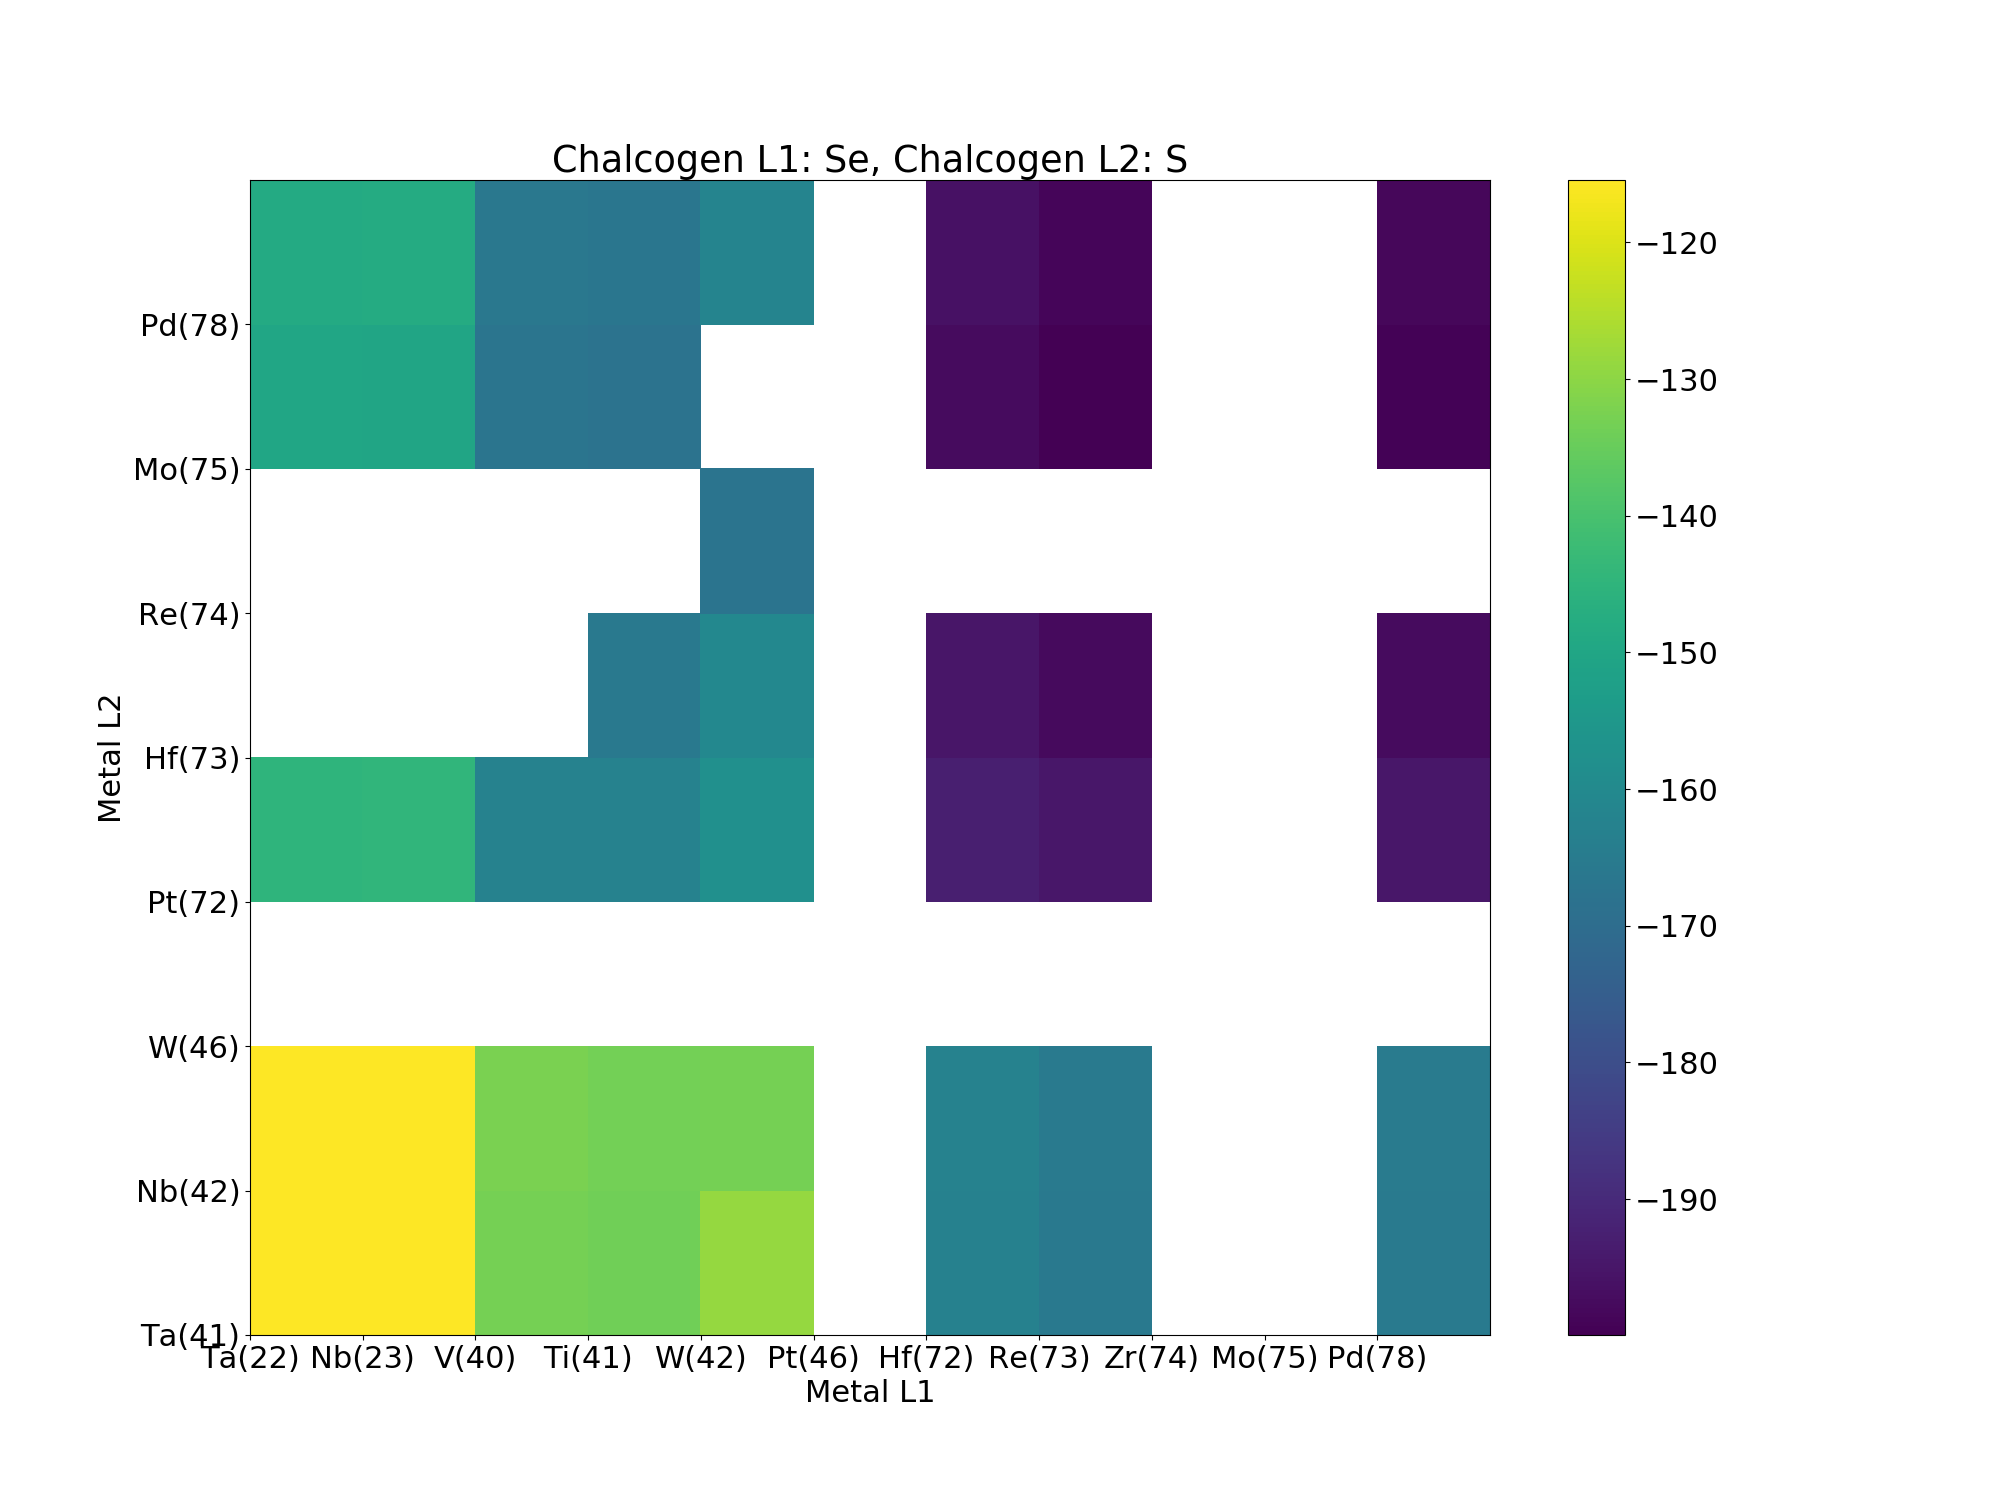 Chalcogen L1: Se, Chalcogen L2: S
Pd(78)
Mo(75)
Re(74)
Hf(73)
Pt(72)
W(46)
Nb(42)
Ta(41)
Metal L2
Ta(22) Nb(23) V(40) Ti(41) W(42) Pt(46) Hf(72) Re(73) Zr(74) Mo(75) Pd(78)
Metal L1
−120
−130
−140
−150
−160
−170
−180
−190